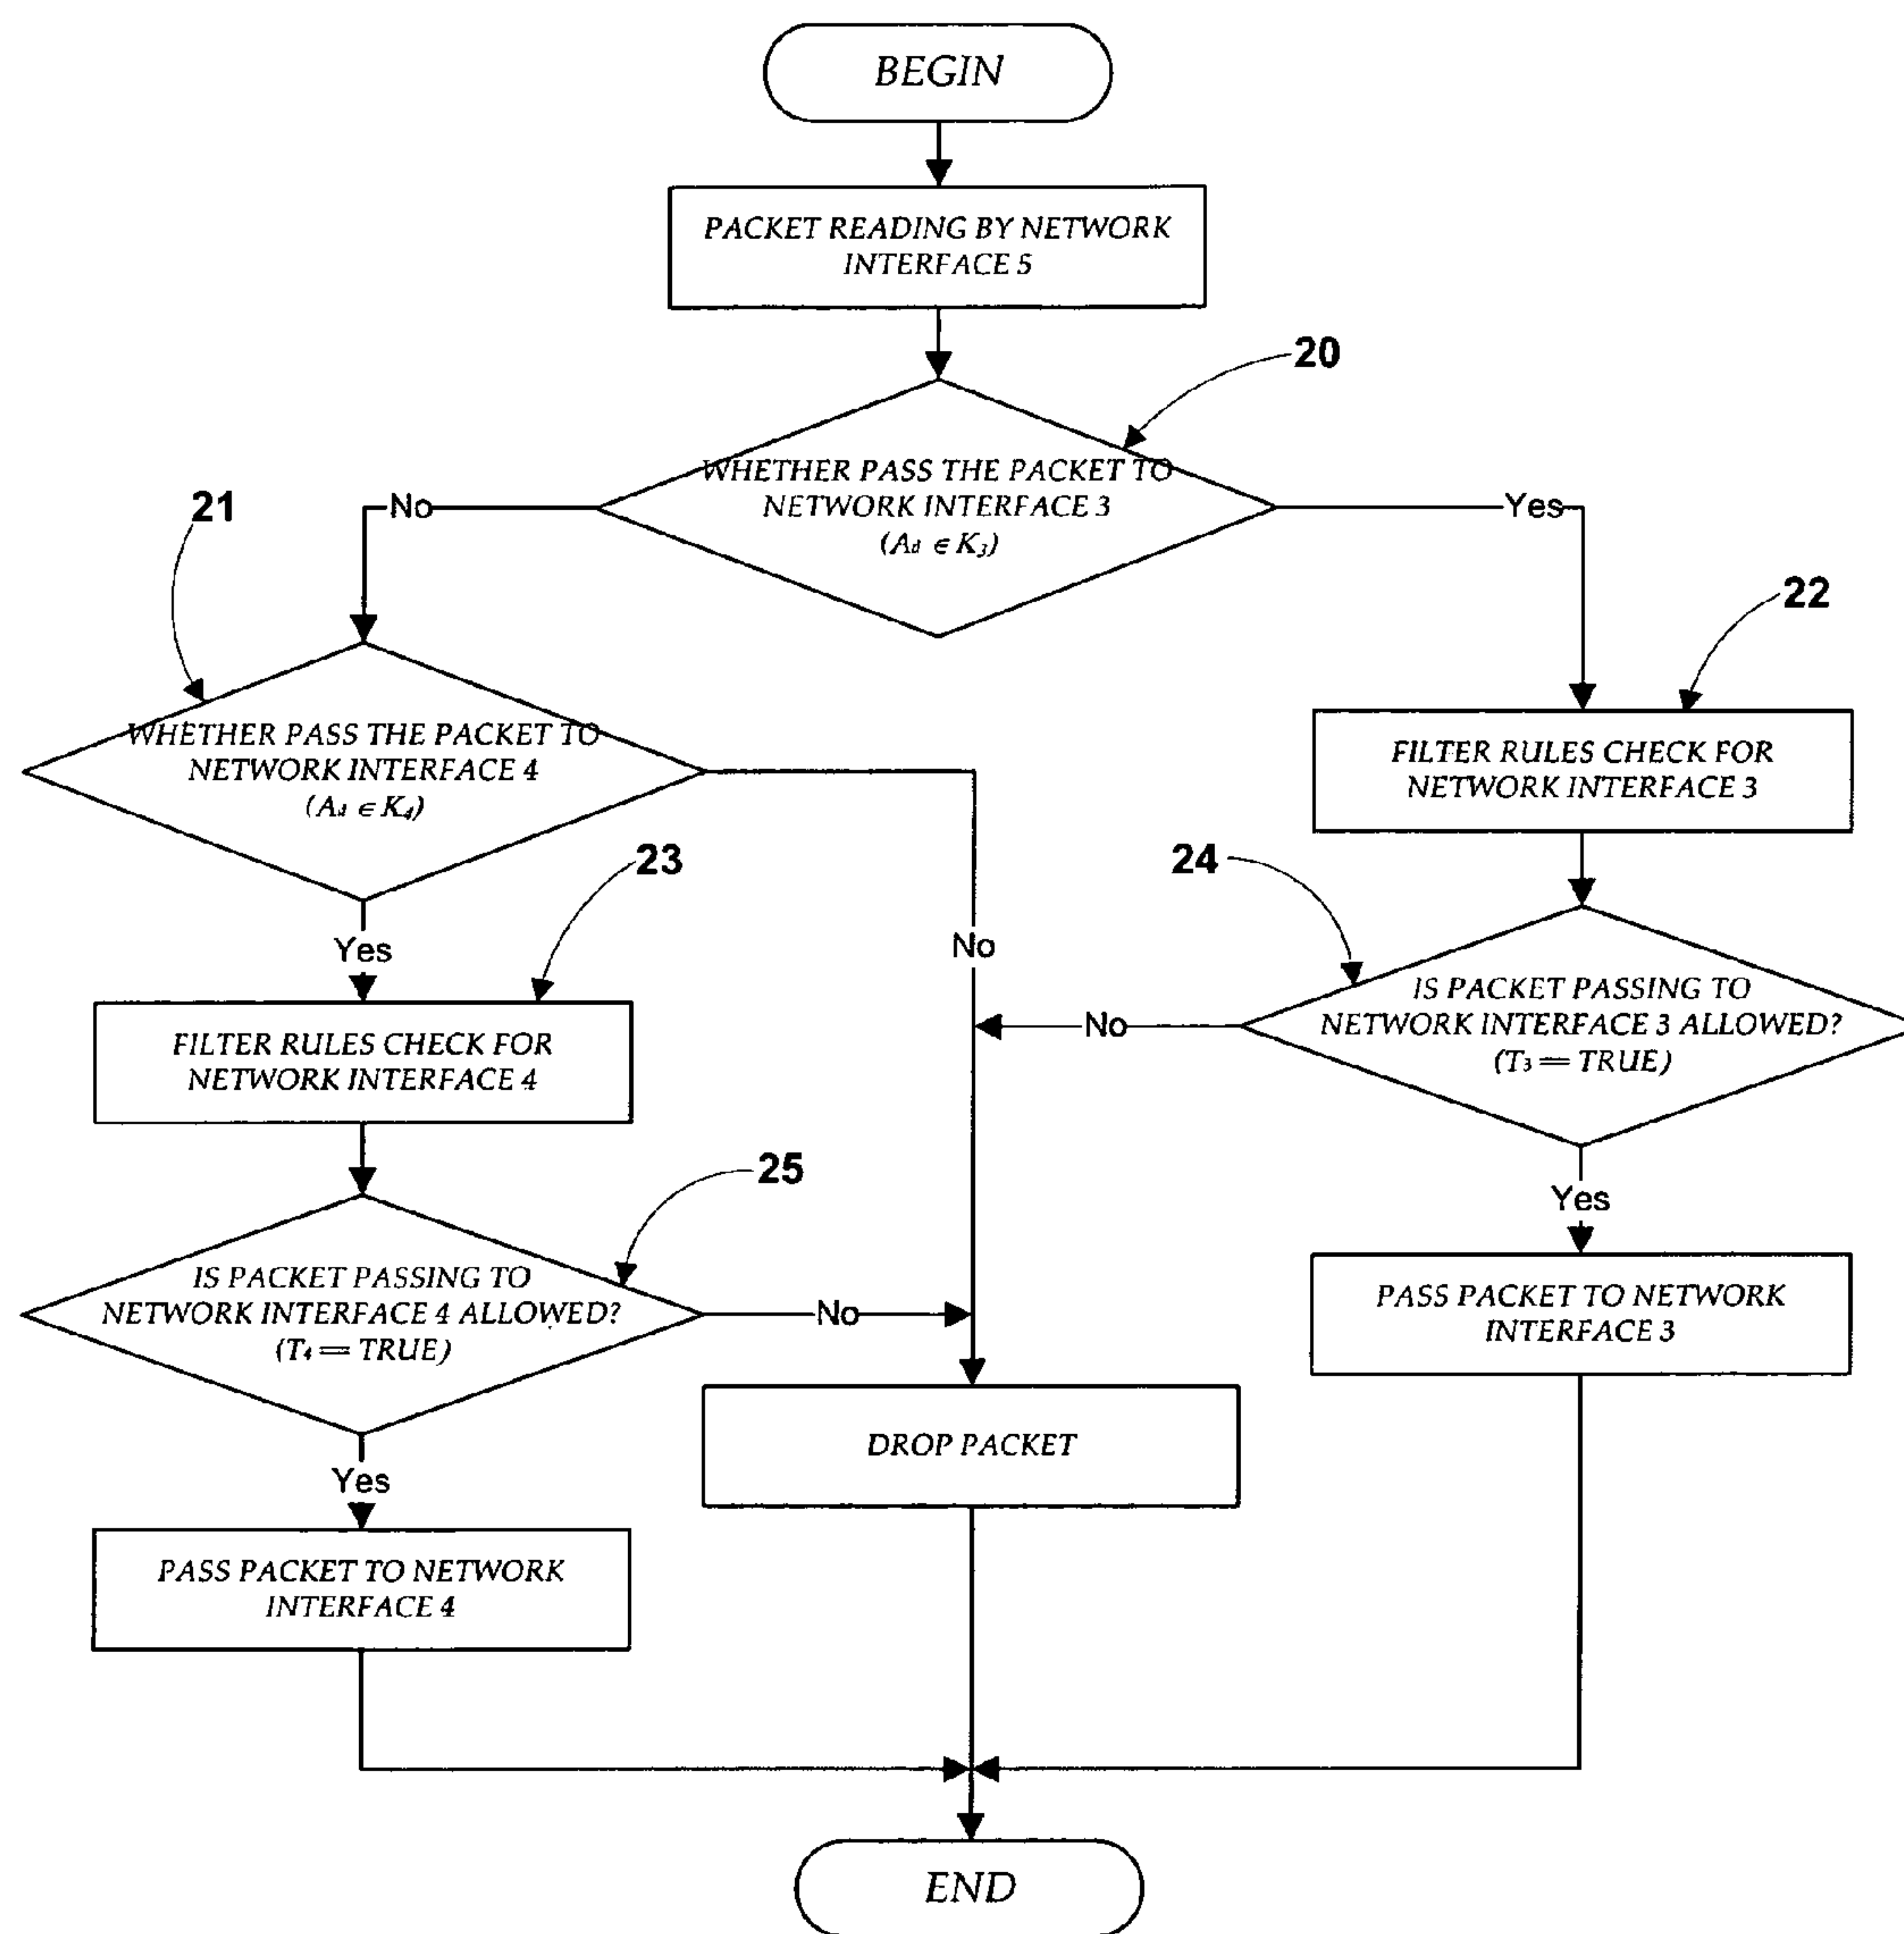 BEGIN
PACKET READING BY NETWORK
INTERFACE 5
20
WHETHER PASS THE PACKET TO
NETWORK INTERFACE 3
(Ad ∈ K3)
No
Yes
21
22
WHETHER PASS THE PACKET TO
NETWORK INTERFACE 4
(Ad ∈ K4)
FILTER RULES CHECK FOR
NETWORK INTERFACE 3
23
24
Yes
No
IS PACKET PASSING TO
NETWORK INTERFACE 3 ALLOWED?
(T3 == TRUE)
No
FILTER RULES CHECK FOR
NETWORK INTERFACE 4
25
Yes
IS PACKET PASSING TO
NETWORK INTERFACE 4 ALLOWED?
(T4 == TRUE)
No
PASS PACKET TO NETWORK
INTERFACE 3
DROP PACKET
Yes
PASS PACKET TO NETWORK
INTERFACE 4
END